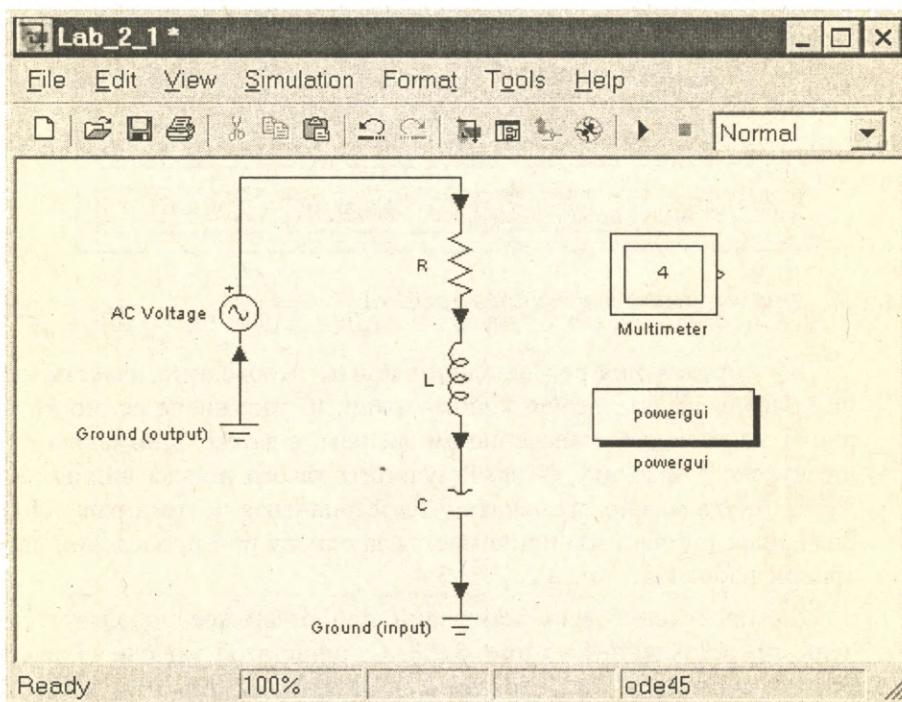 Lab_2_1 *
File Edit View Simulation Format Tools Help
Normal
R
4
Multimeter
+
AC Voltage
L
powergui
powergui
Ground (output)
C
Ground (input)
Ready 100% ode45